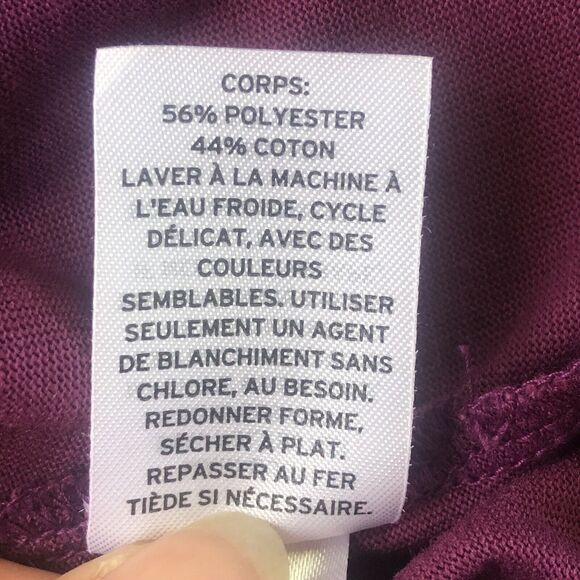 CORPS:
56% POLYESTER
44% COTON
LAVER À LA MACHINE À
L'EAU FROIDE, CYCLE
DÉLICAT, AVEC DES
COULEURS
SEMBLABLES. UTILISER
SEULEMENT UN AGENT
DE BLANCHIMENT SANS
CHLORE, AU BESOIN.
REDONNER FORME,
SÉCHER À PLAT.
REPASSER AU FER
TIÈDE SI NÉCESSAIRE.